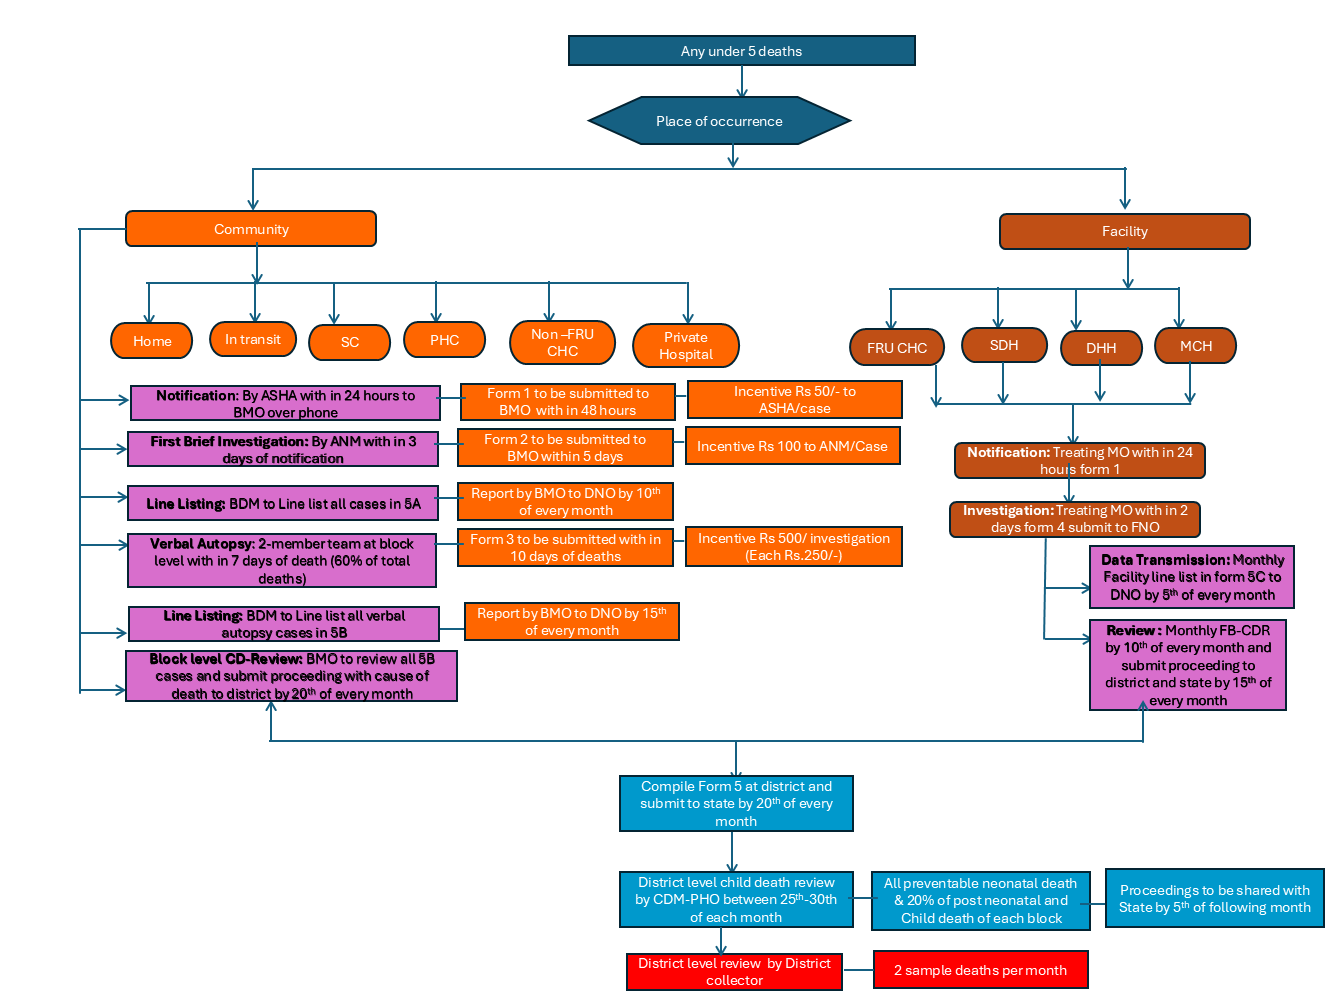 Any under 5 deaths
Place of occurrence
Community
Facility
Home
In transit
SC
PHC
Non –FRU
CHC
Private
Hospital
FRU CHC
SDH
DHH
MCH
Notification: By ASHA with in 24 hours to
BMO over phone
Form 1 to be submitted to
BMO with in 48 hours
Incentive Rs 50/- to
ASHA/case
First Brief Investigation: By ANM with in 3
days of notification
Form 2 to be submitted to
BMO within 5 days
Incentive Rs 100 to ANM/Case
Line Listing: BDM to Line list all cases in 5A
Report by BMO to DNO by 10th
of every month
Verbal Autopsy: 2-member team at block
level with in 7 days of death (60% of total
deaths)
Form 3 to be submitted with in
10 days of deaths
Incentive Rs 500/ investigation
(Each Rs.250/-)
Line Listing: BDM to Line list all verbal
autopsy cases in 5B
Report by BMO to DNO by 15th
of every month
Block level CD-Review: BMO to review all 5B
cases and submit proceeding with cause of
death to district by 20th of every month
Notification: Treating MO with in 24
hours form 1
Investigation: Treating MO with in 2
days form 4 submit to FNO
Data Transmission: Monthly
Facility line list in form 5C to
DNO by 5th of every month
Review : Monthly FB-CDR
by 10th of every month and
submit proceeding to
district and state by 15th of
every month
Compile Form 5 at district and
submit to state by 20th of every
month
District level child death review
by CDM-PHO between 25th-30th
of each month
All preventable neonatal death
& 20% of post neonatal and
Child death of each block
Proceedings to be shared with
State by 5th of following month
District level review by District
collector
2 sample deaths per month